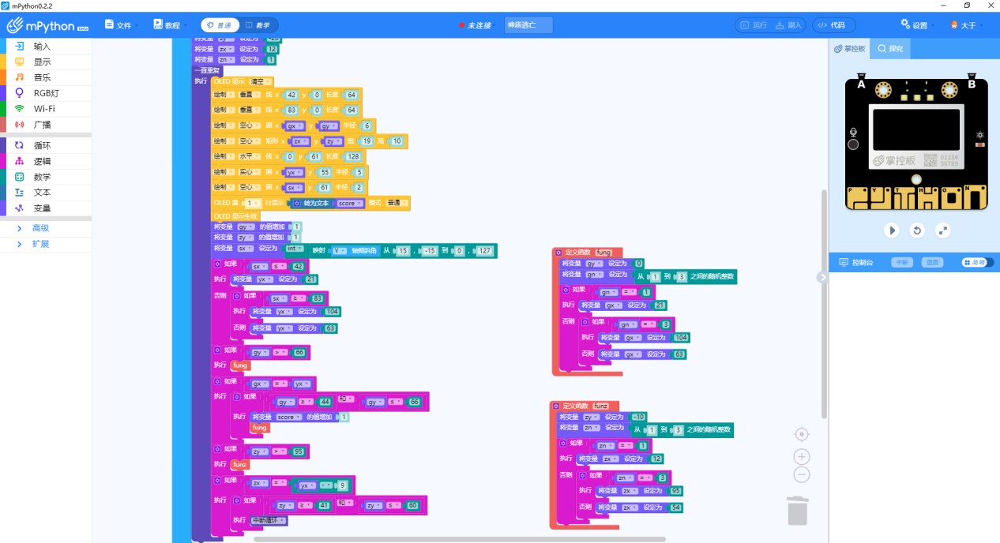 mPython0.2.2
mPython Beta 文件 教程 普通 教学 未连接 神庙逃亡 运行 刷入 </> 代码 设置 大于
输入
显示
音乐
RGB灯
Wi-Fi
广播
循环
逻辑
数学
文本
变量
高级
扩展
将变量 zy 设定为 -20
将变量 zx 设定为 12
将变量 zn 设定为 1
一直重复
执行 OLED 显示 清空
绘制 垂直 线 x 42 y 0 长度 64
绘制 垂直 线 x 83 y 0 长度 64
绘制 空心 圆 x gx y gy 半径 6
绘制 空心 矩形 x zx y zy 宽 19 高 10
绘制 水平 线 x 0 y 61 长度 128
绘制 实心 圆 x yx y 55 半径 5
绘制 空心 圆 x sx y 61 半径 2
OLED 第 1 行显示 转为文本 score 模式 普通
OLED 显示生效
将变量 gy 的值增加 1
将变量 zy 的值增加 1
将变量 sx 设定为 int 映射 Y 轴倾斜角 从 15 , -15 到 0 , 127
如果 sx ≤ 42
执行 将变量 yx 设定为 21
否则 如果 sx ≥ 83
执行 将变量 yx 设定为 104
否则 将变量 yx 设定为 63
如果 gy > 66
执行 fung
如果 gx = yx
执行 如果 gy ≥ 44 和 gy ≤ 66
执行 将变量 score 的值增加 1
fung
如果 zy > 95
执行 funz
如果 zx = yx - 9
执行 如果 zy ≥ 41 和 zy ≤ 60
执行 中断循环
定义函数 fung
将变量 gy 设定为 0
将变量 gn 设定为 从 1 到 3 之间的随机整数
如果 gn = 1
执行 将变量 gx 设定为 21
否则 如果 gn = 3
执行 将变量 gx 设定为 104
否则 将变量 gx 设定为 63
定义函数 funz
将变量 zy 设定为 -10
将变量 zn 设定为 从 1 到 3 之间的随机整数
如果 zn = 1
执行 将变量 zx 设定为 12
否则 如果 zn = 3
执行 将变量 zx 设定为 95
否则 将变量 zx 设定为 54
掌控板 探究
A B
掌控板 01234
56789
P Y T H O N
控制台 中断 重置 简略